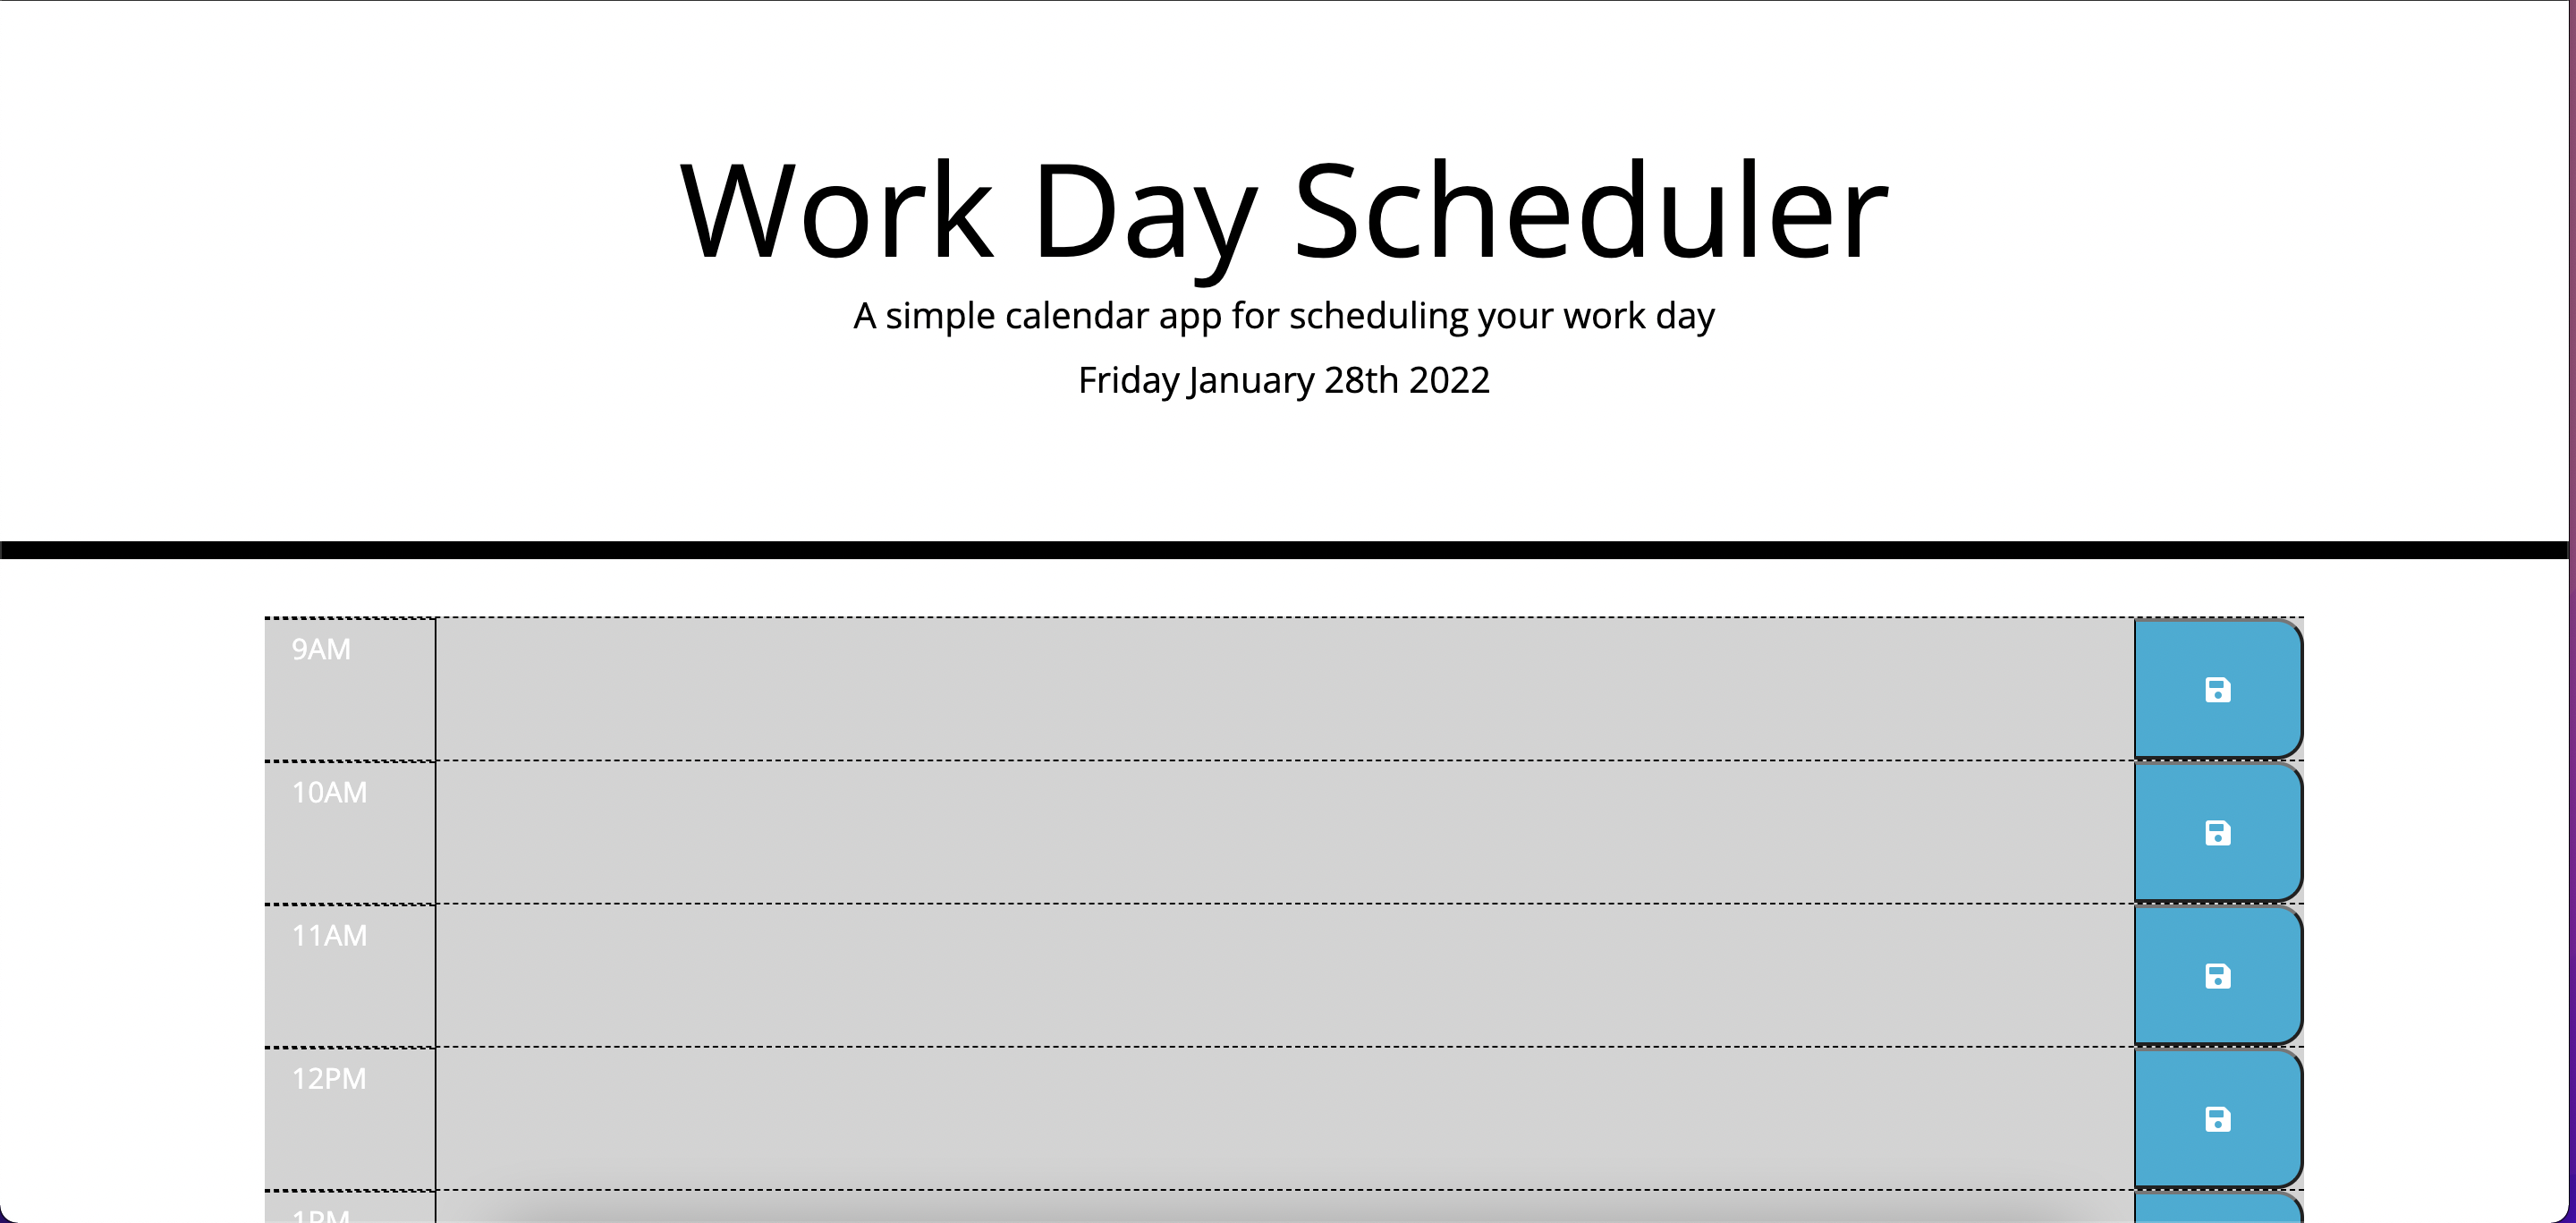 Work Day Scheduler
A simple calendar app for scheduling your work day
Friday January 28th 2022
9AM
10AM
11AM
12PM
1PM